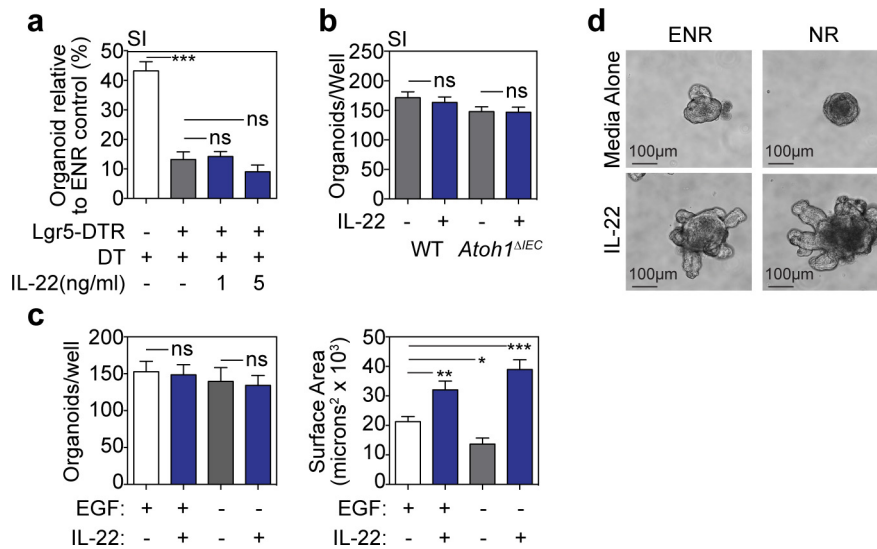 a
SI
Organoid relative
to ENR control (%)
50
40
30
20
10
0
***
ns
ns
Lgr5-DTR - + + +
DT + + + +
IL-22(ng/ml) - - 1 5
b
SI
Organoids/Well
250
200
150
100
50
0
ns
ns
IL-22 - + - +
WT Atoh1ΔIEC
c
Organoids/well
200
150
100
50
0
ns
ns
EGF: + + - -
IL-22: - + - +
Surface Area
(microns² x 10³)
50
40
30
20
10
0
***
*
**
+ + - -
- + - +
d
ENR NR
Media Alone
100µm 100µm
IL-22
100µm 100µm